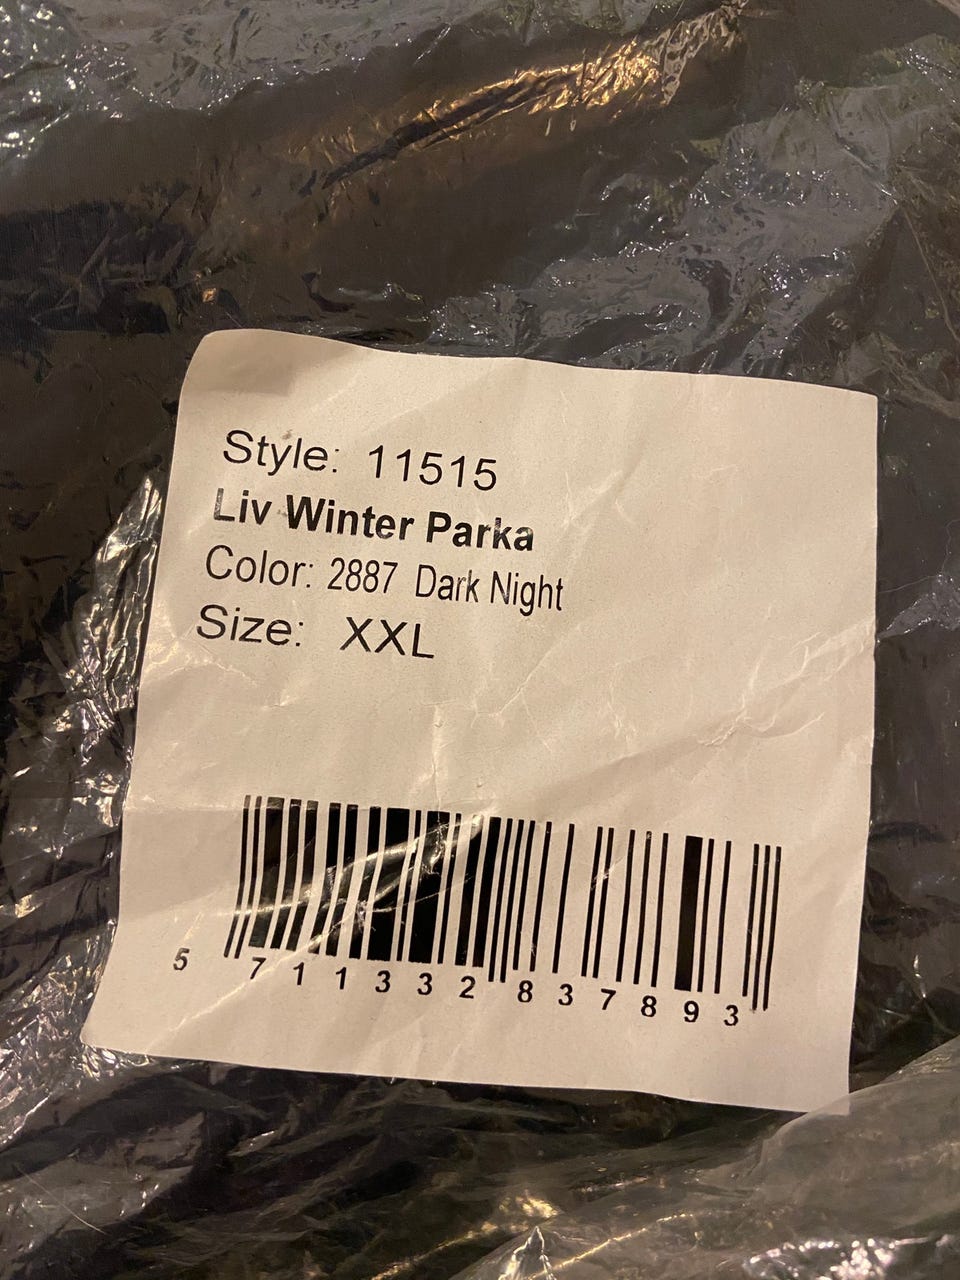 Style: 11515
Liv Winter Parka
Color: 2887 Dark Night
Size: XXL
5 711332 837893